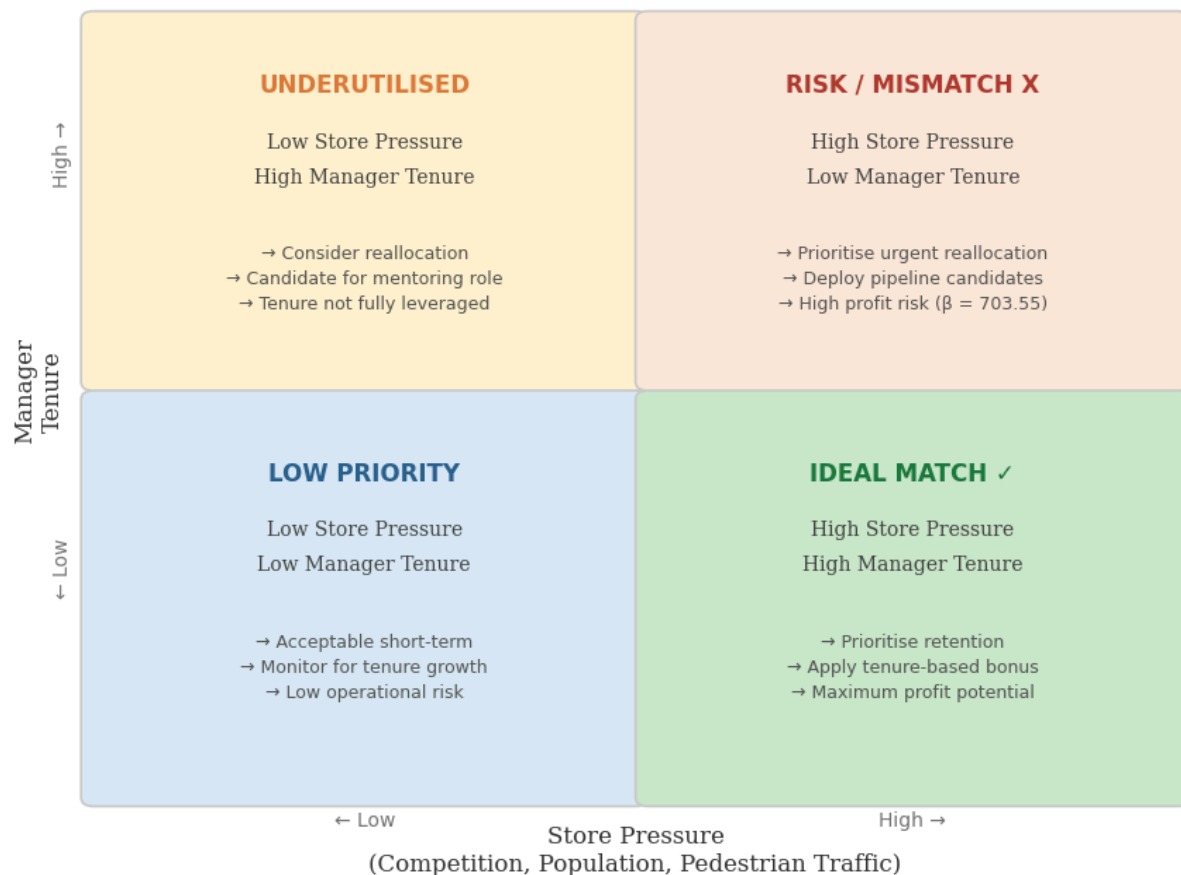 UNDERUTILISED
Low Store Pressure
High Manager Tenure
→ Consider reallocation
→ Candidate for mentoring role
→ Tenure not fully leveraged
RISK / MISMATCH X
High Store Pressure
Low Manager Tenure
→ Prioritise urgent reallocation
→ Deploy pipeline candidates
→ High profit risk (β = 703.55)
High →
Manager
Tenure
← Low
LOW PRIORITY
Low Store Pressure
Low Manager Tenure
→ Acceptable short-term
→ Monitor for tenure growth
→ Low operational risk
IDEAL MATCH ✓
High Store Pressure
High Manager Tenure
→ Prioritise retention
→ Apply tenure-based bonus
→ Maximum profit potential
← Low
High →
Store Pressure
(Competition, Population, Pedestrian Traffic)